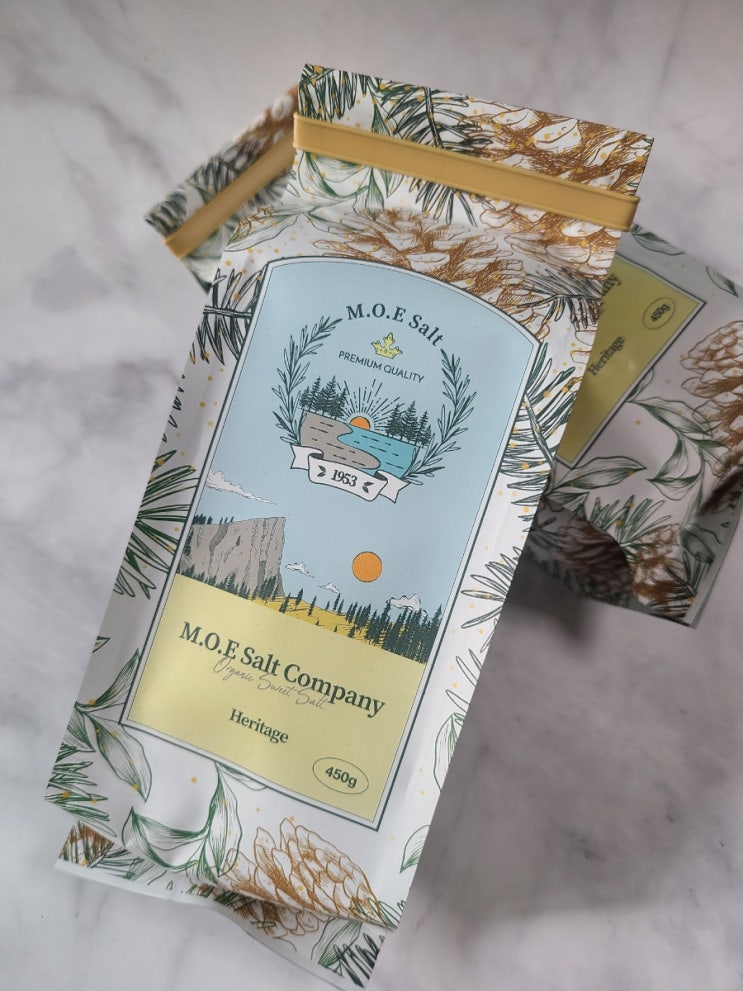 M.O.E Salt
PREMIUM QUALITY
1953
M.O.E Salt Company
Organic Sweet Salt
Heritage
450g
450g
Heritage